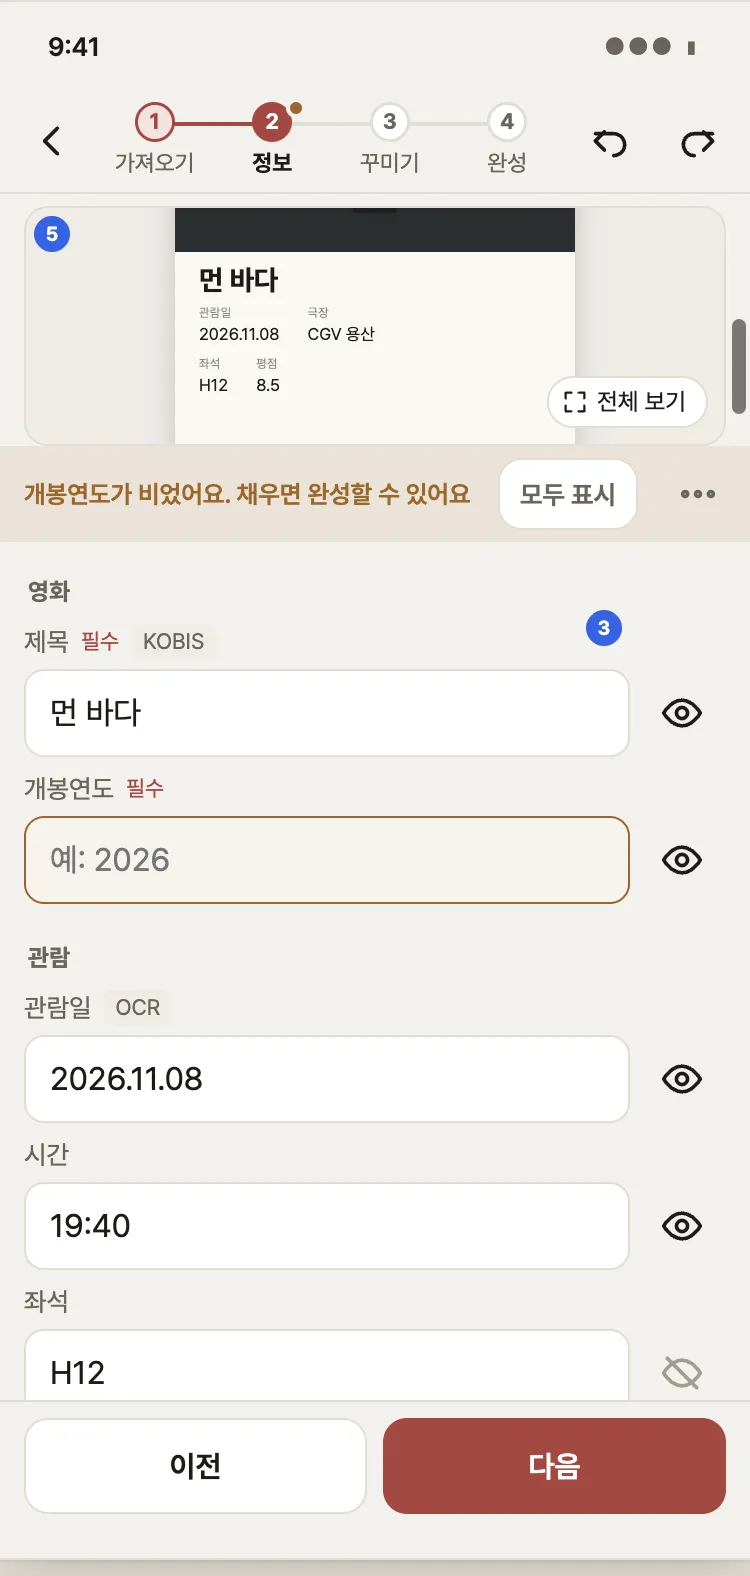 9:41
1 2 3 4
가져오기 정보 꾸미기 완성
5
먼 바다
관람일 극장
2026.11.08 CGV 용산
좌석 평점
H12 8.5
전체 보기
개봉연도가 비었어요. 채우면 완성할 수 있어요 모두 표시
영화
3
제목 필수 KOBIS
먼 바다
개봉연도 필수
예: 2026
관람
관람일 OCR
2026.11.08
시간
19:40
좌석
H12
이전 다음